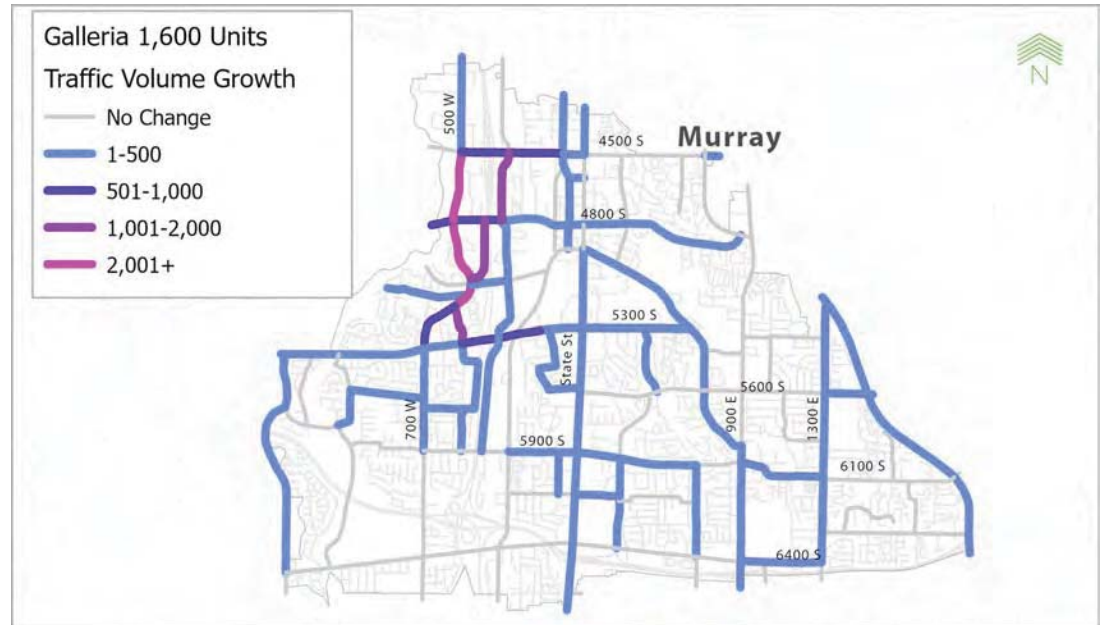 Galleria 1,600 Units
Traffic Volume Growth
No Change
1-500
501-1,000
1,001-2,000
2,001+
N
500 W
4500 S
Murray
4800 S
5300 S
State St
5600 S
700 W
900 E
1300 E
5900 S
6100 S
6400 S